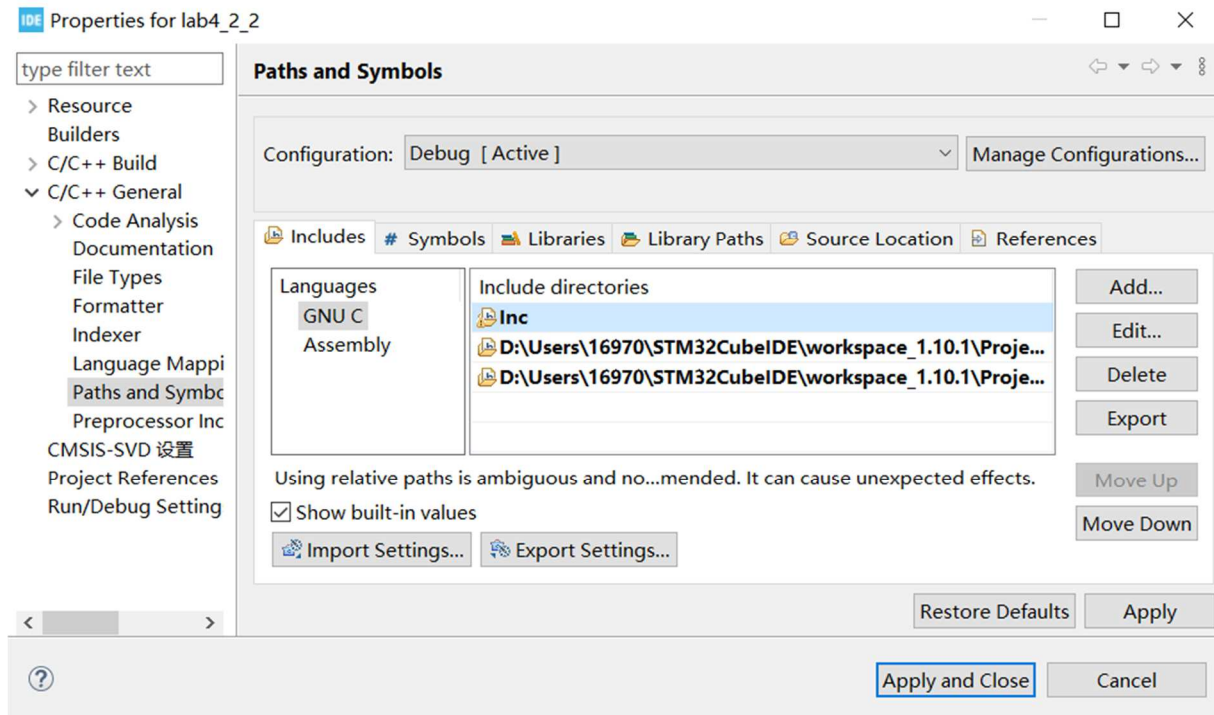 IDE Properties for lab4_2_2
type filter text
Resource
Builders
C/C++ Build
C/C++ General
Code Analysis
Documentation
File Types
Formatter
Indexer
Language Mappi
Paths and Symbo
Preprocessor Inc
CMSIS-SVD 设置
Project References
Run/Debug Setting
Paths and Symbols
Configuration: Debug [ Active ] Manage Configurations...
Includes # Symbols Libraries Library Paths Source Location References
Languages
GNU C
Assembly
Include directories
Inc
D:\Users\16970\STM32CubeIDE\workspace_1.10.1\Proje...
D:\Users\16970\STM32CubeIDE\workspace_1.10.1\Proje...
Add...
Edit...
Delete
Export
Move Up
Move Down
Using relative paths is ambiguous and no...mended. It can cause unexpected effects.
Show built-in values
Import Settings... Export Settings...
Restore Defaults Apply
? Apply and Close Cancel